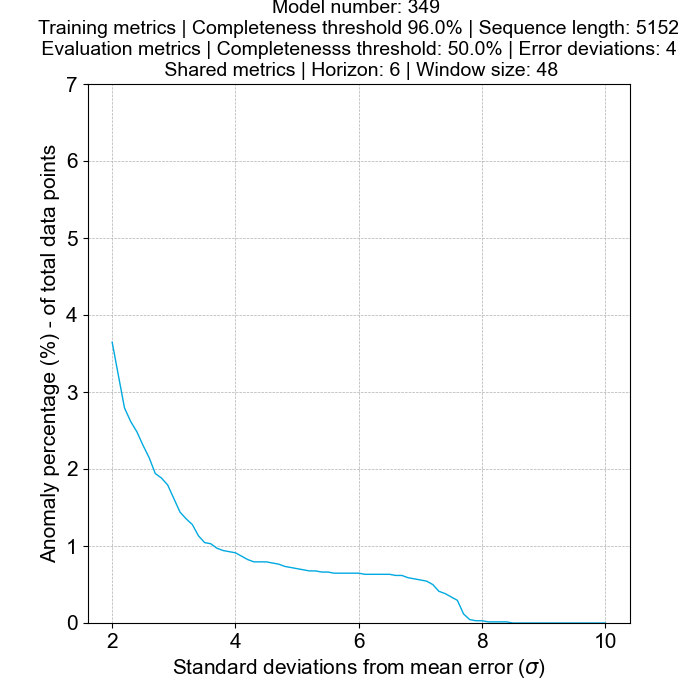 Model number: 349
Training metrics | Completeness threshold 96.0% | Sequence length: 5152
Evaluation metrics | Completenesss threshold: 50.0% | Error deviations: 4
Shared metrics | Horizon: 6 | Window size: 48
Anomaly percentage (%) - of total data points
7
6
5
4
3
2
1
0
2 4 6 8 10
Standard deviations from mean error (σ)